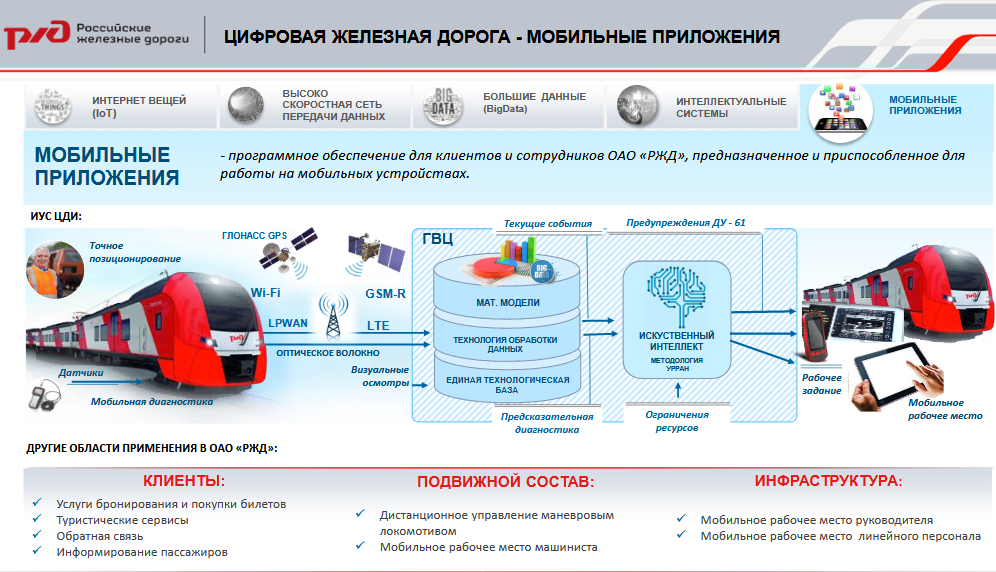 РЖД
Российские
железные дороги
ЦИФРОВАЯ ЖЕЛЕЗНАЯ ДОРОГА - МОБИЛЬНЫЕ ПРИЛОЖЕНИЯ
ИНТЕРНЕТ ВЕЩЕЙ
(IoT)
ВЫСОКО
СКОРОСТНАЯ СЕТЬ
ПЕРЕДАЧИ ДАННЫХ
BIG
DATA
БОЛЬШИЕ ДАННЫЕ
(BigData)
ИНТЕЛЛЕКТУАЛЬНЫЕ
СИСТЕМЫ
МОБИЛЬНЫЕ
ПРИЛОЖЕНИЯ
МОБИЛЬНЫЕ
ПРИЛОЖЕНИЯ
- программное обеспечение для клиентов и сотрудников ОАО «РЖД», предназначенное и приспособленное для
работы на мобильных устройствах.
ИУС ЦДИ:
Точное
позиционирование
ГЛОНАСС GPS
Wi-Fi
GSM-R
LPWAN
LTE
ОПТИЧЕСКОЕ ВОЛОКНО
Датчики
Мобильная диагностика
Визуальные
осмотры
ГВЦ
Текущие события
Предупреждения ДУ - 61
BIG
DATA
МАТ. МОДЕЛИ
ТЕХНОЛОГИЯ ОБРАБОТКИ
ДАННЫХ
ЕДИНАЯ ТЕХНОЛОГИЧЕСКАЯ
БАЗА
ИСКУСТВЕННЫЙ
ИНТЕЛЛЕКТ
МЕТОДОЛОГИЯ
УРРАН
Предсказательная
диагностика
Ограничения
ресурсов
Рабочее
задание
Мобильное
рабочее место
ДРУГИЕ ОБЛАСТИ ПРИМЕНЕНИЯ В ОАО «РЖД»:
КЛИЕНТЫ:
✓ Услуги бронирования и покупки билетов
✓ Туристические сервисы
✓ Обратная связь
✓ Информирование пассажиров
ПОДВИЖНОЙ СОСТАВ:
✓ Дистанционное управление маневровым
локомотивом
✓ Мобильное рабочее место машиниста
ИНФРАСТРУКТУРА:
✓ Мобильное рабочее место руководителя
✓ Мобильное рабочее место линейного персонала